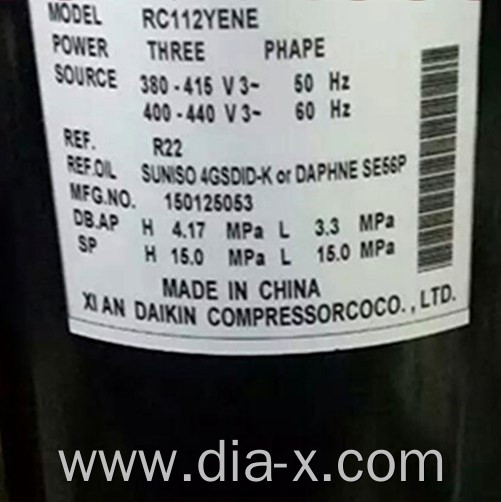 MODEL RC112YENE
POWER THREE PHAPE
SOURCE 380-415 V 3~ 50 Hz
400-440 V 3~ 60 Hz
REF. R22
REF.OIL SUNISO 4GSDID-K or DAPHNE SE56P
MFG.NO. 150125053
DB.AP H 4.17 MPa L 3.3 MPa
SP H 15.0 MPa L 15.0 MPa
MADE IN CHINA
XI AN DAIKIN COMPRESSORCOCO., LTD.
www.dia-x.com